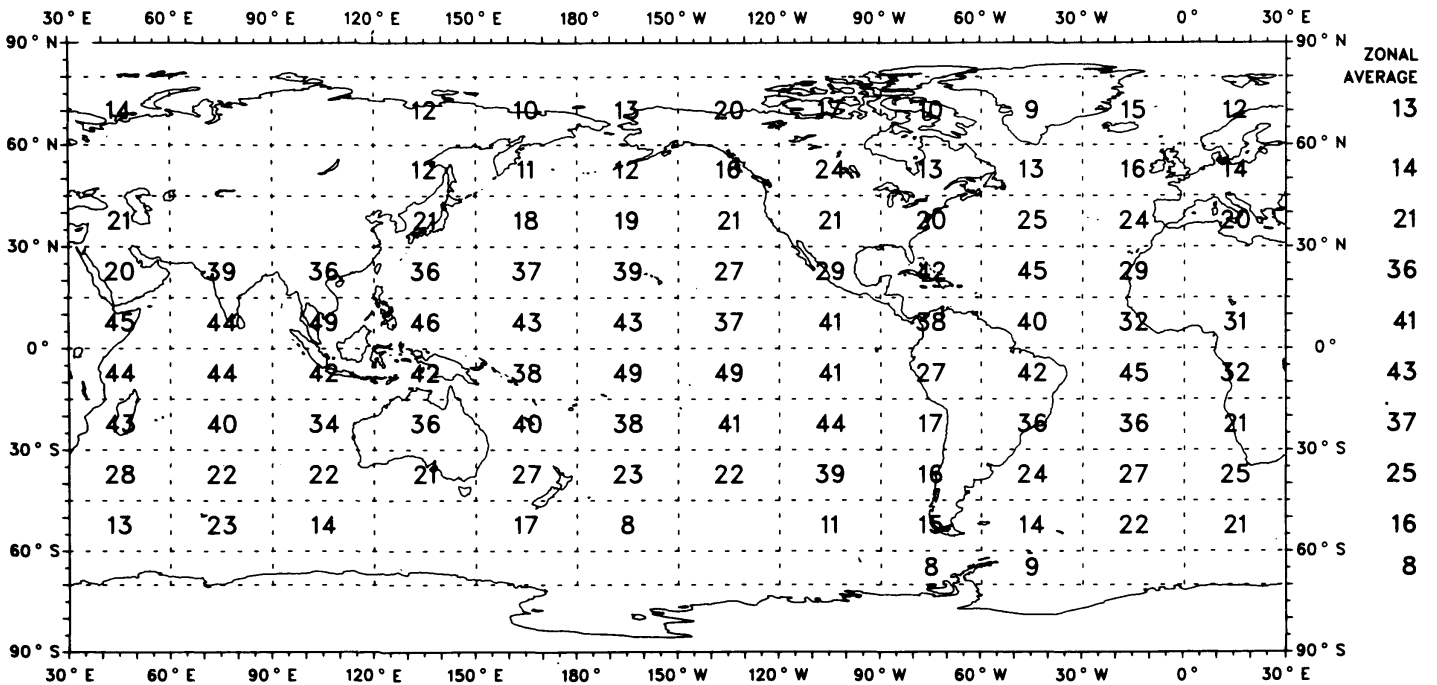 30° E 60° E 90° E 120° E 150° E 180° 150° W 120° W 90° W 60° W 30° W 0° 30° E
90° N 90° N
ZONAL
AVERAGE
14 12 10 13 20 17 10 9 15 12 13
60° N 60° N
12 11 12 16 24 13 13 16 14 14
21 21 18 19 21 21 20 25 24 20 21
30° N 30° N
20 39 36 36 37 39 27 29 42 45 29 36
45 44 49 46 43 43 37 41 38 40 32 31 41
0° 0°
44 44 42 42 38 49 49 41 27 42 45 32 43
43 40 34 36 40 38 41 44 17 36 36 21 37
30° S 30° S
28 22 22 21 27 23 22 39 16 24 27 25 25
13 23 14 17 8 11 15 14 22 21 16
60° S 60° S
8 9 8
90° S 90° S
30° E 60° E 90° E 120° E 150° E 180° 150° W 120° W 90° W 60° W 30° W 0° 30° E